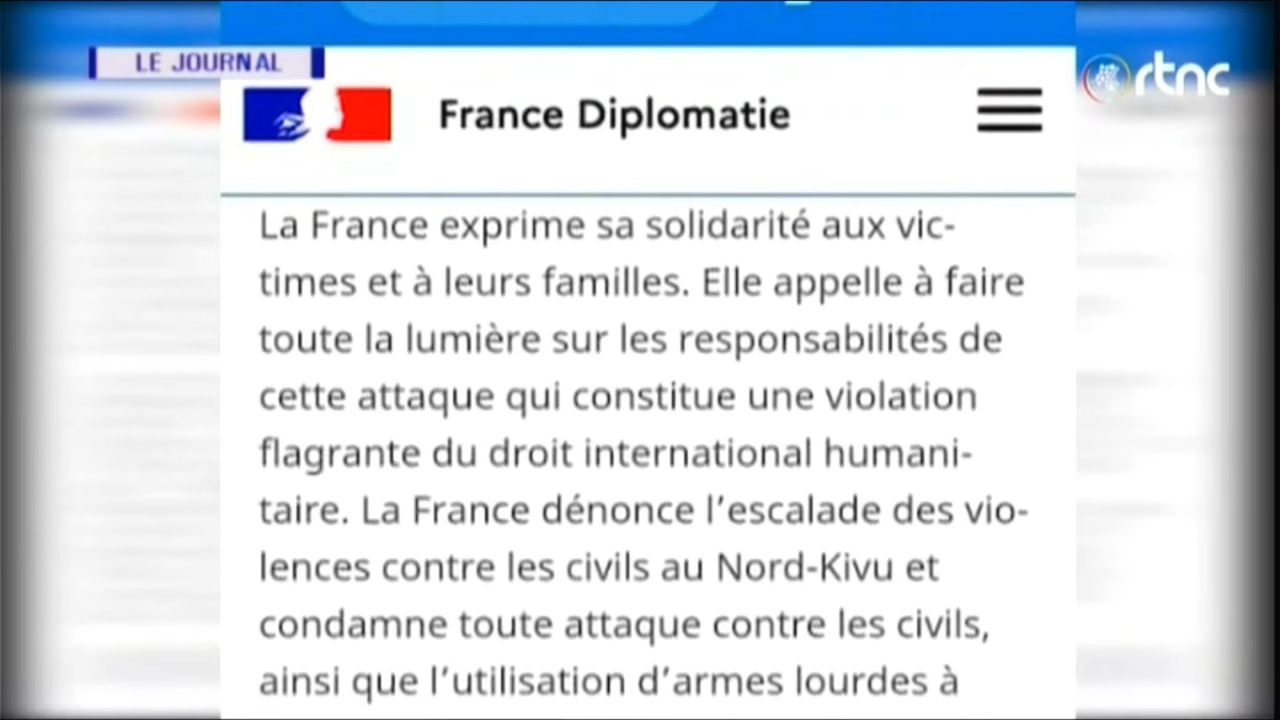 LE JOURNAL
rtnc
France Diplomatie
La France exprime sa solidarité aux vic-
times et à leurs familles. Elle appelle à faire
toute la lumière sur les responsabilités de
cette attaque qui constitue une violation
flagrante du droit international humani-
taire. La France dénonce l’escalade des vio-
lences contre les civils au Nord-Kivu et
condamne toute attaque contre les civils,
ainsi que l’utilisation d’armes lourdes à